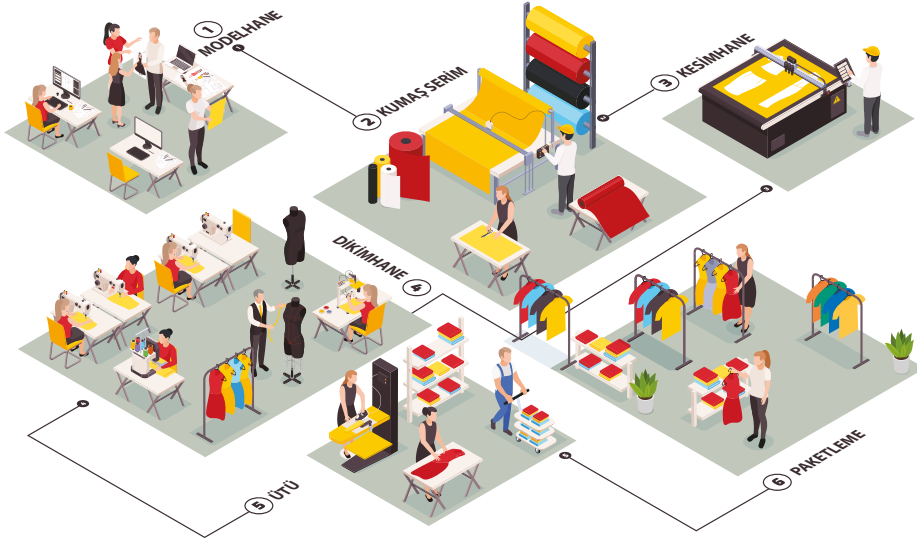 1 MODELHANE
2 KUMAŞ SERİM
3 KESİMHANE
DİKİMHANE 4
5 ÜTÜ
6 PAKETLEME